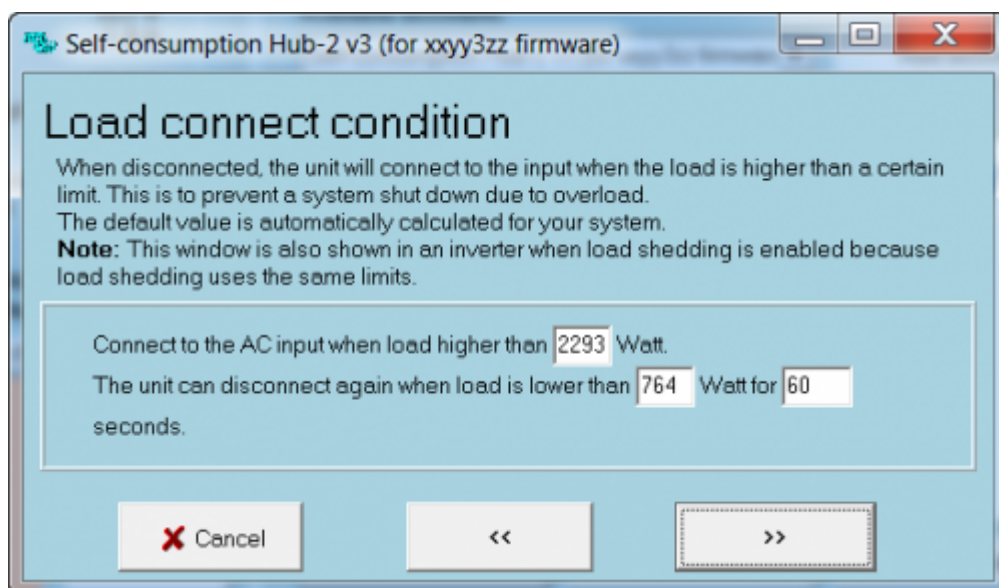 Self-consumption Hub-2 v3 (for xxyy3zz firmware)
Load connect condition
When disconnected, the unit will connect to the input when the load is higher than a certain
limit. This is to prevent a system shut down due to overload.
The default value is automatically calculated for your system.
Note: This window is also shown in an inverter when load shedding is enabled because
load shedding uses the same limits.
Connect to the AC input when load higher than 2293 Watt.
The unit can disconnect again when load is lower than 764 Watt for 60
seconds.
Cancel << >>